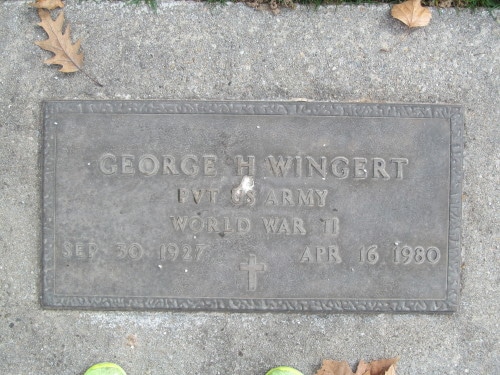 GEORGE H WINGERT
PVT US ARMY
WORLD WAR II
SEP 30 1927 APR 16 1980